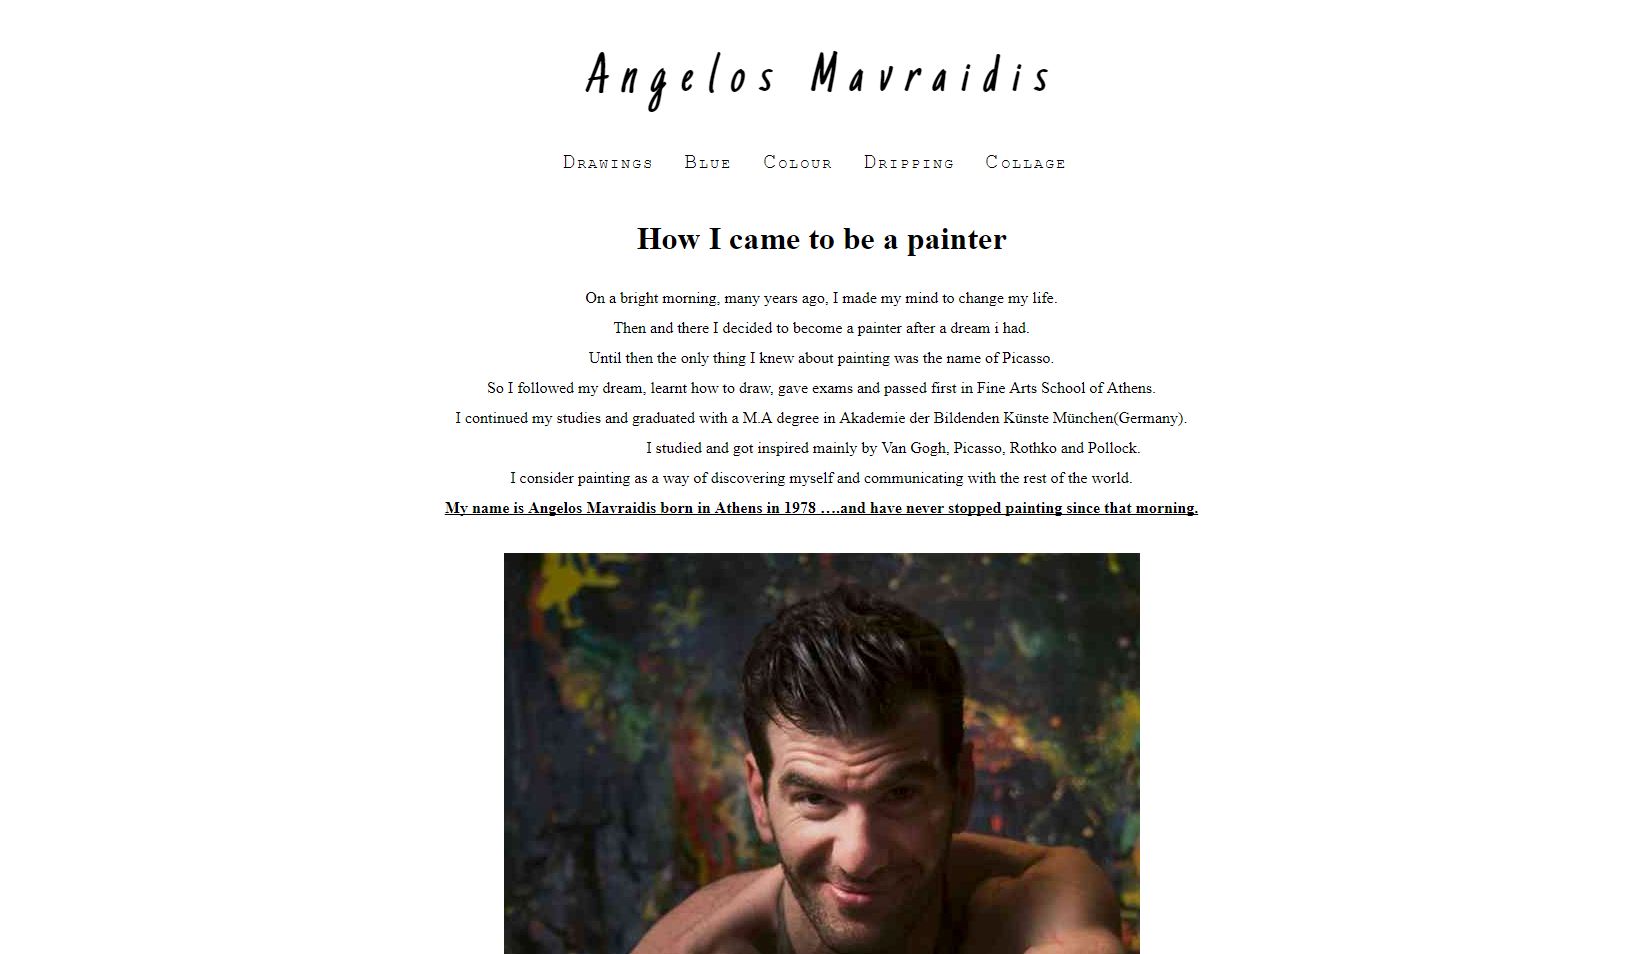 Angelos Mavraidis
Drawings Blue Colour Dripping Collage
How I came to be a painter
On a bright morning, many years ago, I made my mind to change my life.
Then and there I decided to become a painter after a dream i had.
Until then the only thing I knew about painting was the name of Picasso.
So I followed my dream, learnt how to draw, gave exams and passed first in Fine Arts School of Athens.
I continued my studies and graduated with a M.A degree in Akademie der Bildenden Künste München(Germany).
I studied and got inspired mainly by Van Gogh, Picasso, Rothko and Pollock.
I consider painting as a way of discovering myself and communicating with the rest of the world.
My name is Angelos Mavraidis born in Athens in 1978 ….and have never stopped painting since that morning.